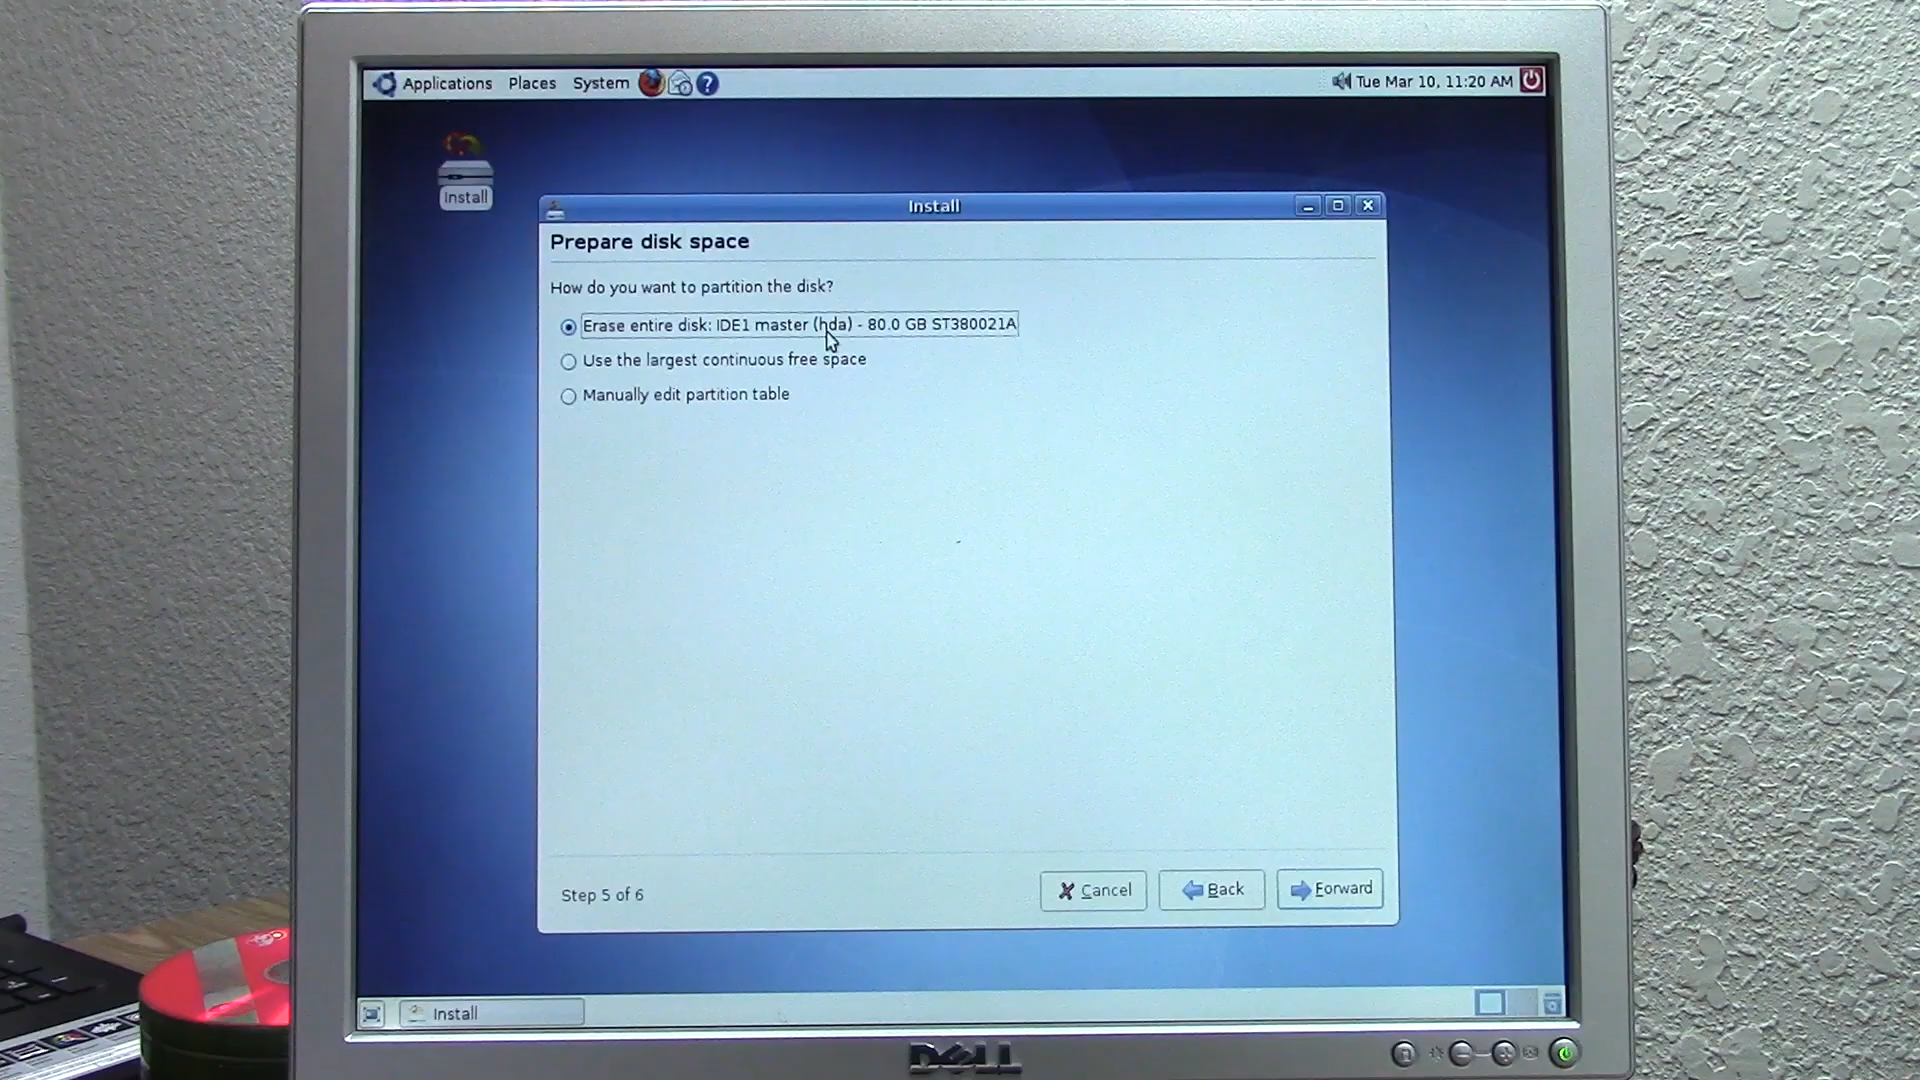 Applications Places System ? Tue Mar 10, 11:20 AM
Install
Install
Prepare disk space
How do you want to partition the disk?
Erase entire disk: IDE1 master (hda) - 80.0 GB ST380021A
Use the largest continuous free space
Manually edit partition table
Step 5 of 6
Cancel
Back
Forward
Install
DELL